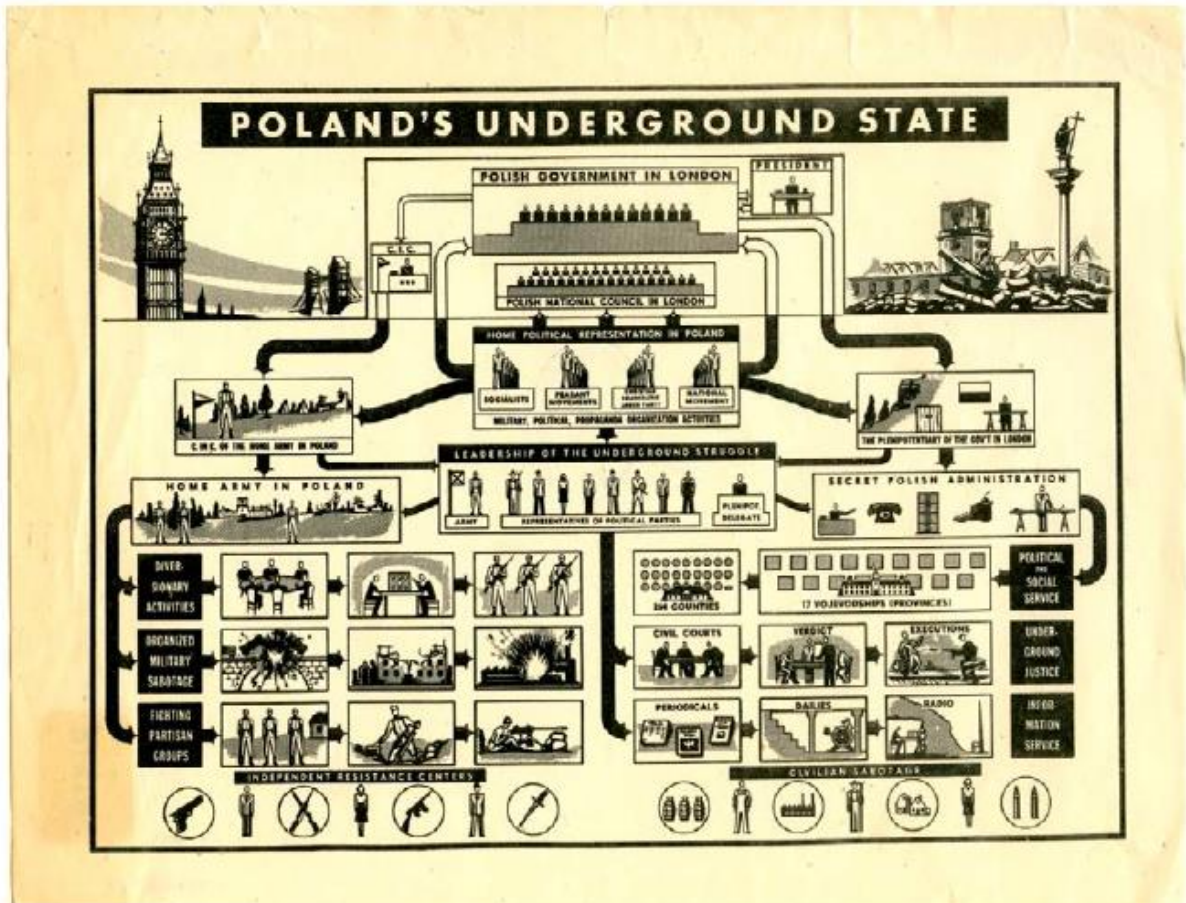 POLAND'S UNDERGROUND STATE
POLISH GOVERNMENT IN LONDON
PRESIDENT
C.I.C.
POLISH NATIONAL COUNCIL IN LONDON
HOME POLITICAL REPRESENTATION IN POLAND
SOCIALISTS
PEASANT
MOVEMENTS
CHRISTIAN
NATIONAL
MOVEMENT
MILITARY, POLITICAL, PROPAGANDA ORGANIZATION ACTIVITIES
C. IN C. OF THE HOME ARMY IN POLAND
THE PLENIPOTENTIARY OF THE GOV'T IN LONDON
LEADERSHIP OF THE UNDERGROUND STRUGGLE
ARMY
REPRESENTATIVES OF POLITICAL PARTIES
PLENIPOT.
DELEGATE
HOME ARMY IN POLAND
SECRET POLISH ADMINISTRATION
DIVER-
SIONARY
ACTIVITIES
264 COUNTIES
17 VOJEVODSHIPS (PROVINCES)
POLITICAL
AND
SOCIAL
SERVICE
ORGANIZED
MILITARY
SABOTAGE
CIVIL COURTS
VERDICT
EXECUTIONS
UNDER-
GROUND
JUSTICE
FIGHTING
PARTISAN
GROUPS
PERIODICALS
DAILIES
RADIO
INFOR-
MATION
SERVICE
INDEPENDENT RESISTANCE CENTERS
CIVILIAN SABOTAGE